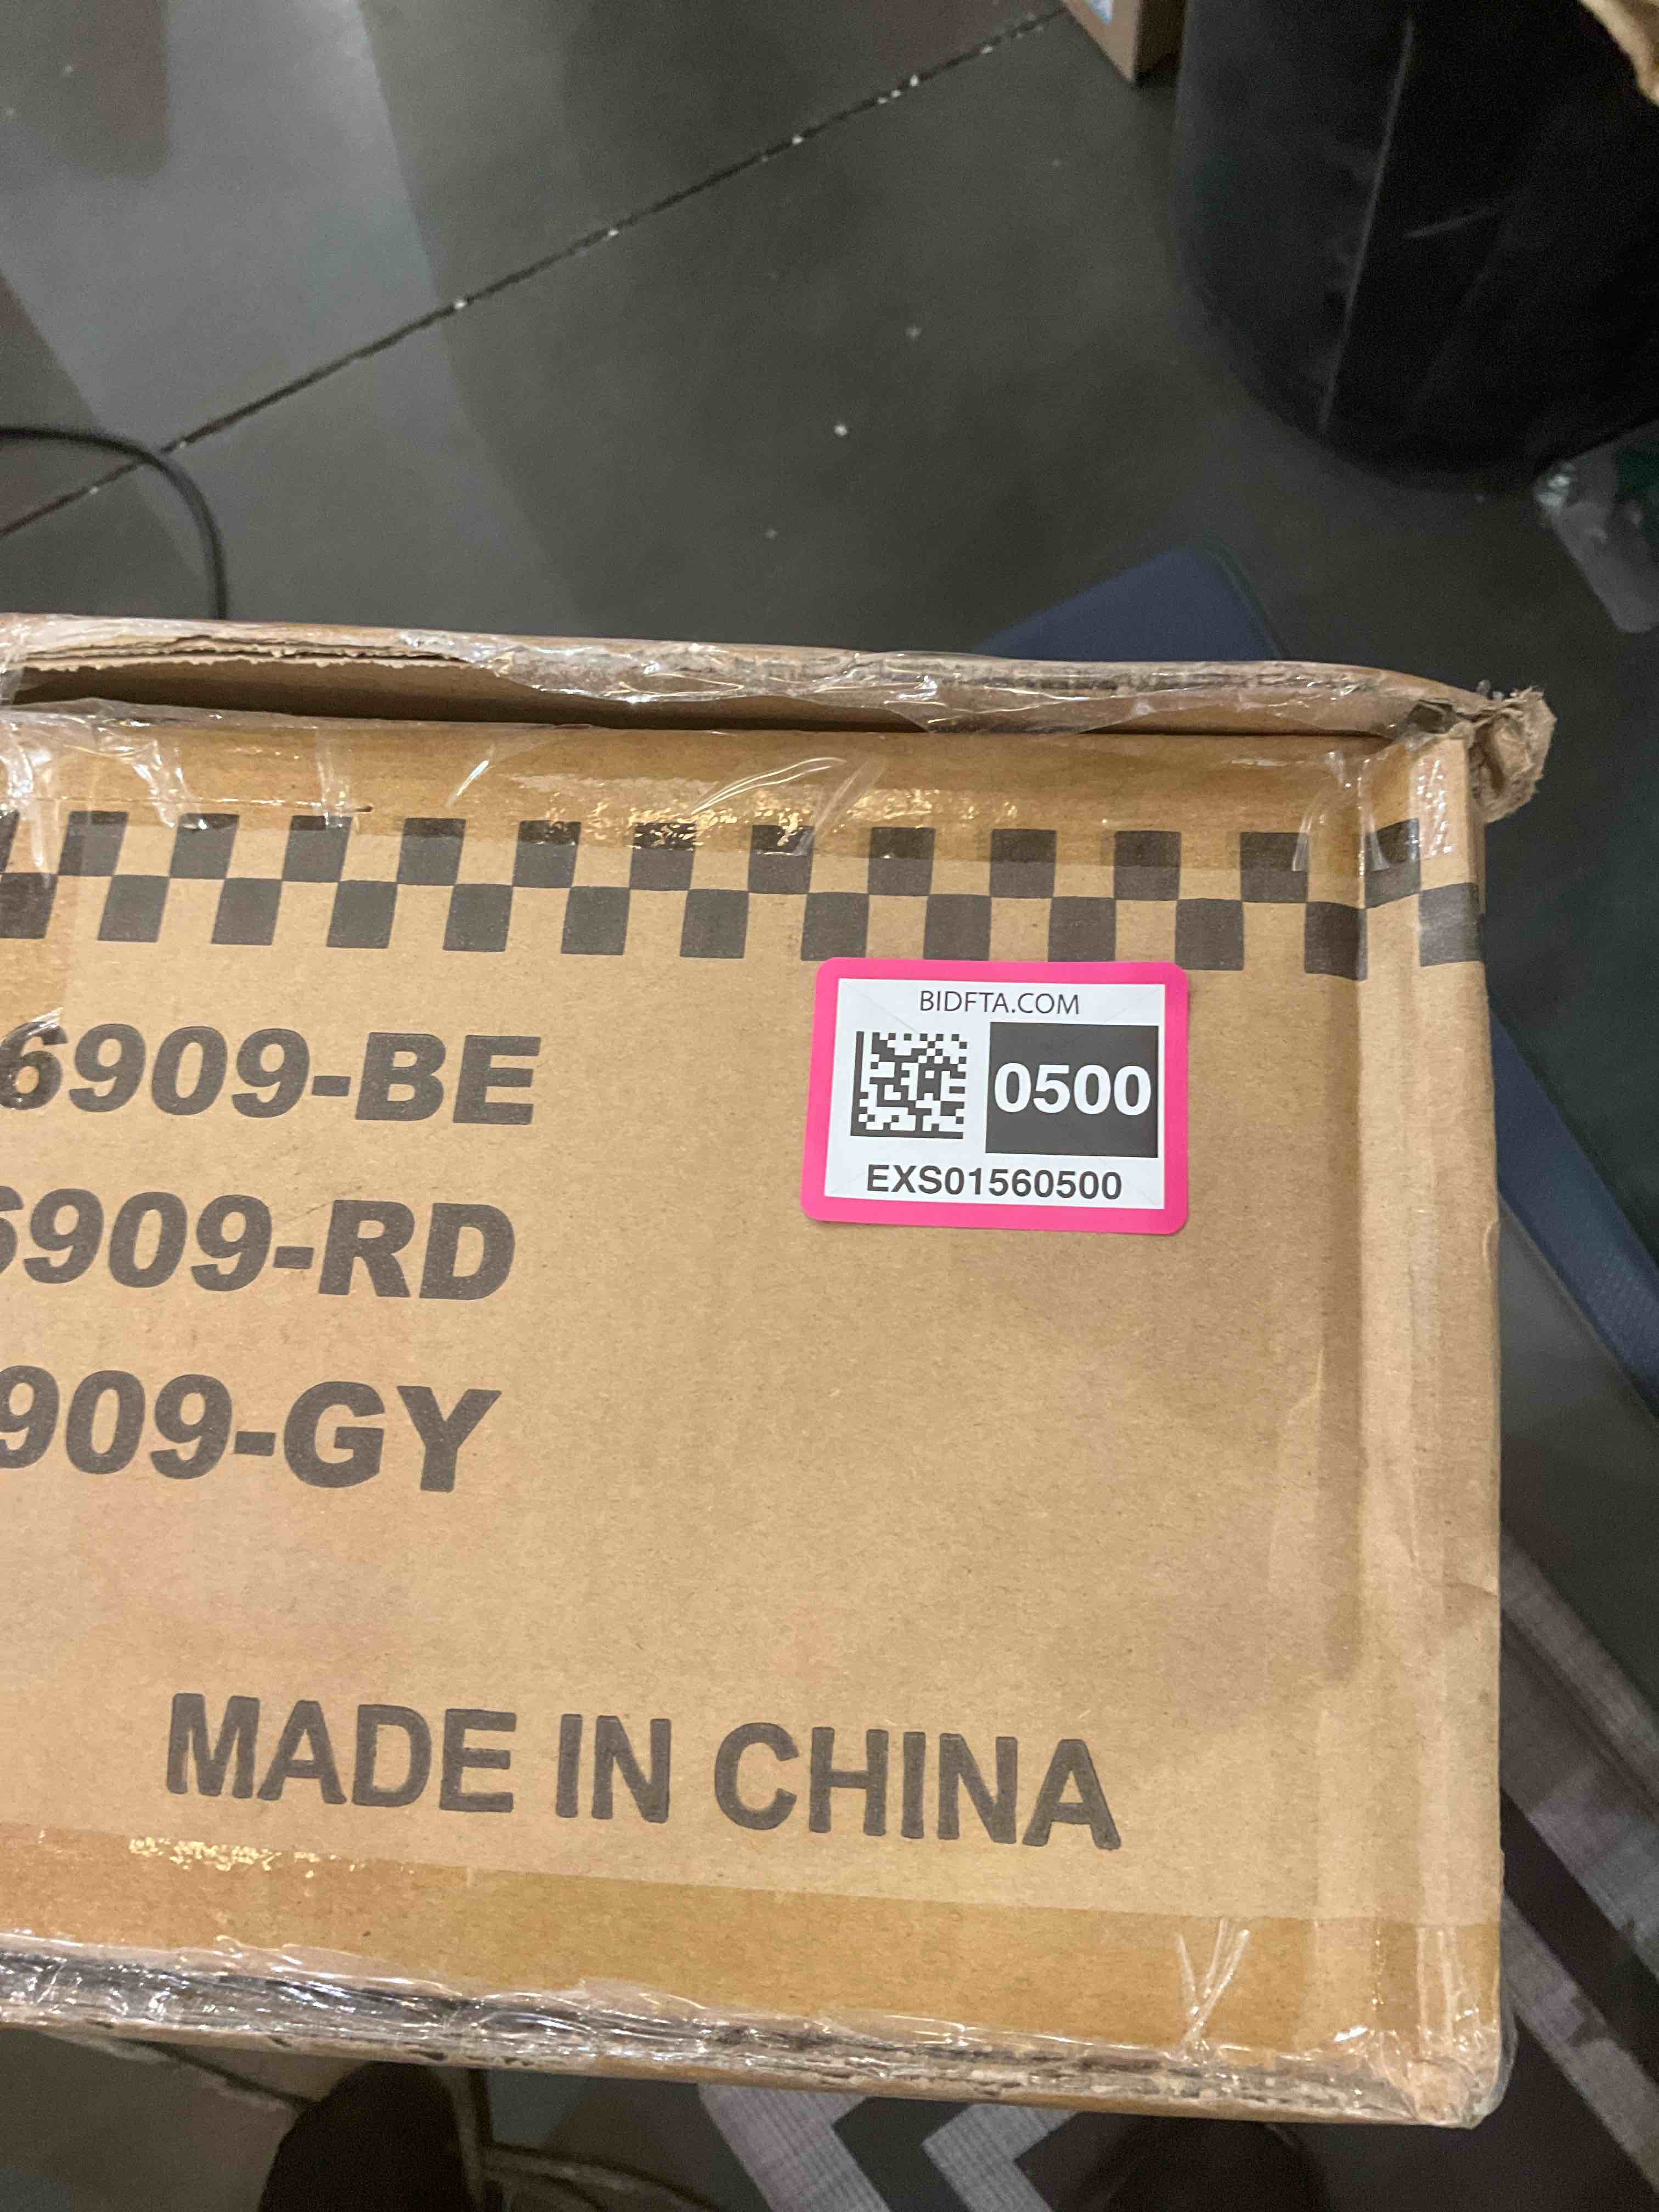 6909-BE
6909-RD
909-GY
MADE IN CHINA
BIDFTA.COM
0500
EXS01560500